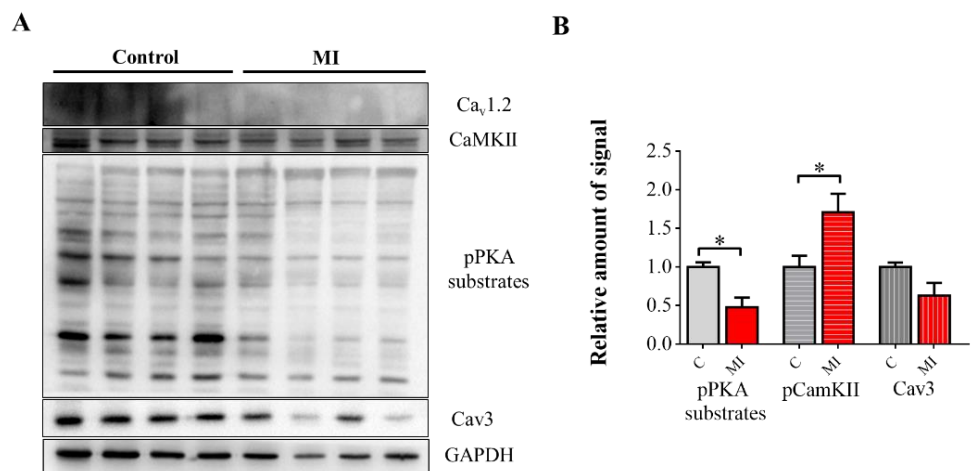 A
Control MI
Caᵥ1.2
CaMKII
pPKA
substrates
Cav3
GAPDH
B
Relative amount of signal
2.5
2.0
1.5
1.0
0.5
0.0
*
*
C MI C MI C MI
pPKA
substrates
pCamKII
Cav3